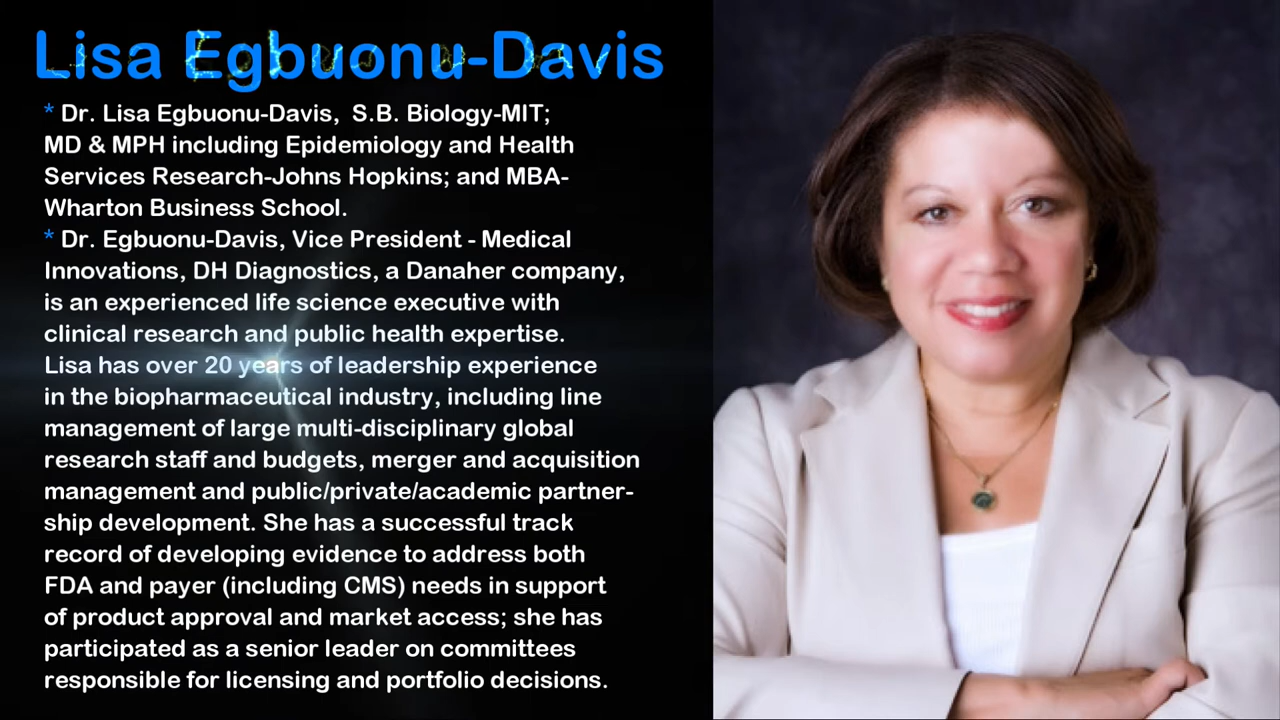 Lisa Egbuonu-Davis
* Dr. Lisa Egbuonu-Davis, S.B. Biology-MIT;
MD & MPH including Epidemiology and Health
Services Research-Johns Hopkins; and MBA-
Wharton Business School.
* Dr. Egbuonu-Davis, Vice President - Medical
Innovations, DH Diagnostics, a Danaher company,
is an experienced life science executive with
clinical research and public health expertise.
Lisa has over 20 years of leadership experience
in the biopharmaceutical industry, including line
management of large multi-disciplinary global
research staff and budgets, merger and acquisition
management and public/private/academic partner-
ship development. She has a successful track
record of developing evidence to address both
FDA and payer (including CMS) needs in support
of product approval and market access; she has
participated as a senior leader on committees
responsible for licensing and portfolio decisions.